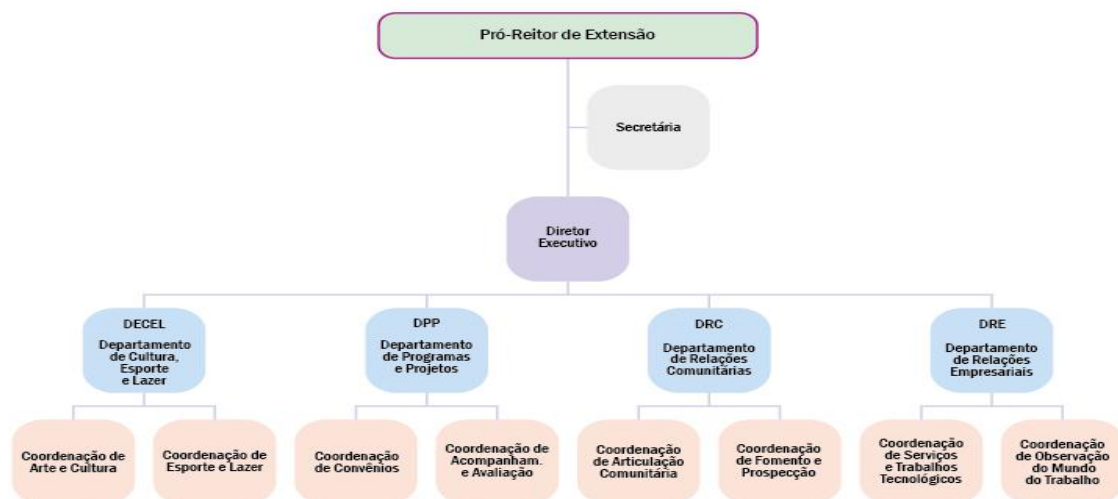 Pró-Reitor de Extensão
Secretária
Diretor
Executivo
DECEL
Departamento
de Cultura,
Esporte
e Lazer
DPP
Departamento
de Programas
e Projetos
DRC
Departamento
de Relações
Comunitárias
DRE
Departamento
de Relações
Empresariais
Coordenação de
Arte e Cultura
Coordenação de
Esporte e Lazer
Coordenação
de Convênios
Coordenação de
Acompanham.
e Avaliação
Coordenação
de Articulação
Comunitária
Coordenação
de Fomento e
Prospecção
Coordenação
de Serviços
e Trabalhos
Tecnológicos
Coordenação
de Observação
do Mundo
do Trabalho